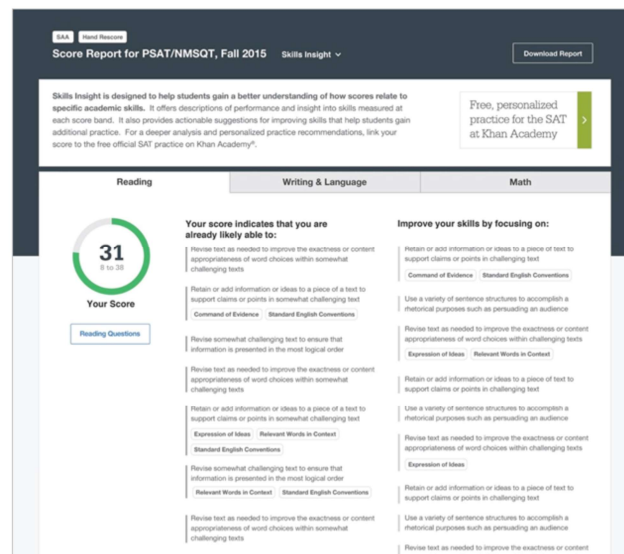 SAA Hand Rescore
Score Report for PSAT/NMSQT, Fall 2015 Skills Insight
Download Report
Skills Insight is designed to help students gain a better understanding of how scores relate to
specific academic skills. It offers descriptions of performance and insight into skills measured at
each score band. It also provides actionable suggestions for improving skills that help students gain
additional practice. For a deeper analysis and personalized practice recommendations, link your
score to the free official SAT practice on Khan Academy®.
Free, personalized
practice for the SAT
at Khan Academy
Reading
Writing & Language
Math
31
8 to 38
Your Score
Reading Questions
Your score indicates that you are
already likely able to:
Revise text as needed to improve the exactness or content
appropriateness of word choices within somewhat
challenging texts
Retain or add information or ideas to a piece of a text to
support claims or points in somewhat challenging text
Command of Evidence Standard English Conventions
Revise somewhat challenging text to ensure that
information is presented in the most logical order
Revise text as needed to improve the exactness or content
appropriateness of word choices within somewhat
challenging texts
Retain or add information or ideas to a piece of a text to
support claims or points in somewhat challenging text
Expression of Ideas Relevant Words in Context
Standard English Conventions
Revise somewhat challenging text to ensure that
information is presented in the most logical order
Relevant Words in Context Standard English Conventions
Revise text as needed to improve the exactness or content
appropriateness of word choices within somewhat
challenging texts
Improve your skills by focusing on:
Retain or add information or ideas to a piece of text to
support claims or points in challenging text
Command of Evidence Standard English Conventions
Use a variety of sentence structures to accomplish a
rhetorical purposes such as persuading an audience
Revise text as needed to improve the exactness or content
appropriateness of word choices within challenging texts
Expression of Ideas Relevant Words in Context
Retain or add information or ideas to a piece of text to
support claims or points in challenging text
Use a variety of sentence structures to accomplish a
rhetorical purposes such as persuading an audience
Revise text as needed to improve the exactness or content
appropriateness of word choices within challenging texts
Expression of Ideas
Retain or add information or ideas to a piece of text to
support claims or points in challenging text
Use a variety of sentence structures to accomplish a
rhetorical purposes such as persuading an audience
Revise text as needed to improve the exactness or content